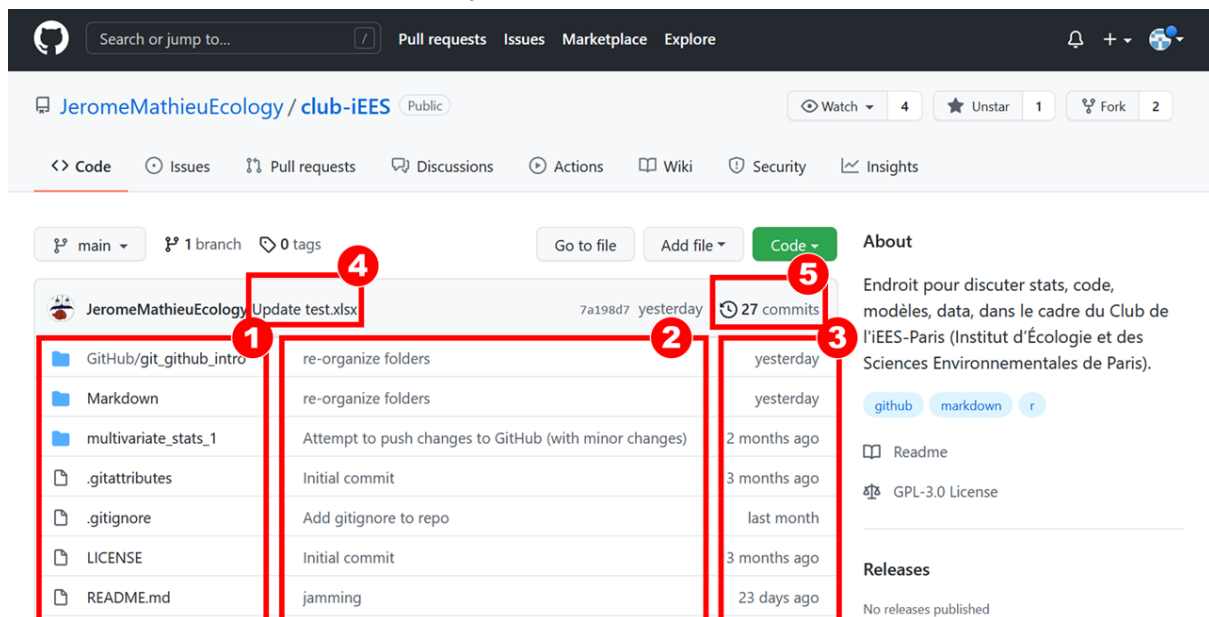 Search or jump to... / Pull requests Issues Marketplace Explore
JeromeMathieuEcology / club-iEES Public Watch 4 Unstar 1 Fork 2
Code Issues Pull requests Discussions Actions Wiki Security Insights
main 1 branch 0 tags Go to file Add file Code
4 5
JeromeMathieuEcology Update test.xlsx 7a198d7 yesterday 27 commits
1 2 3
GitHub/git_github_intro re-organize folders yesterday
Markdown re-organize folders yesterday
multivariate_stats_1 Attempt to push changes to GitHub (with minor changes) 2 months ago
.gitattributes Initial commit 3 months ago
.gitignore Add gitignore to repo last month
LICENSE Initial commit 3 months ago
README.md jamming 23 days ago
About
Endroit pour discuter stats, code,
modèles, data, dans le cadre du Club de
l'iEES-Paris (Institut d'Écologie et des
Sciences Environnementales de Paris).
github markdown r
Readme
GPL-3.0 License
Releases
No releases published